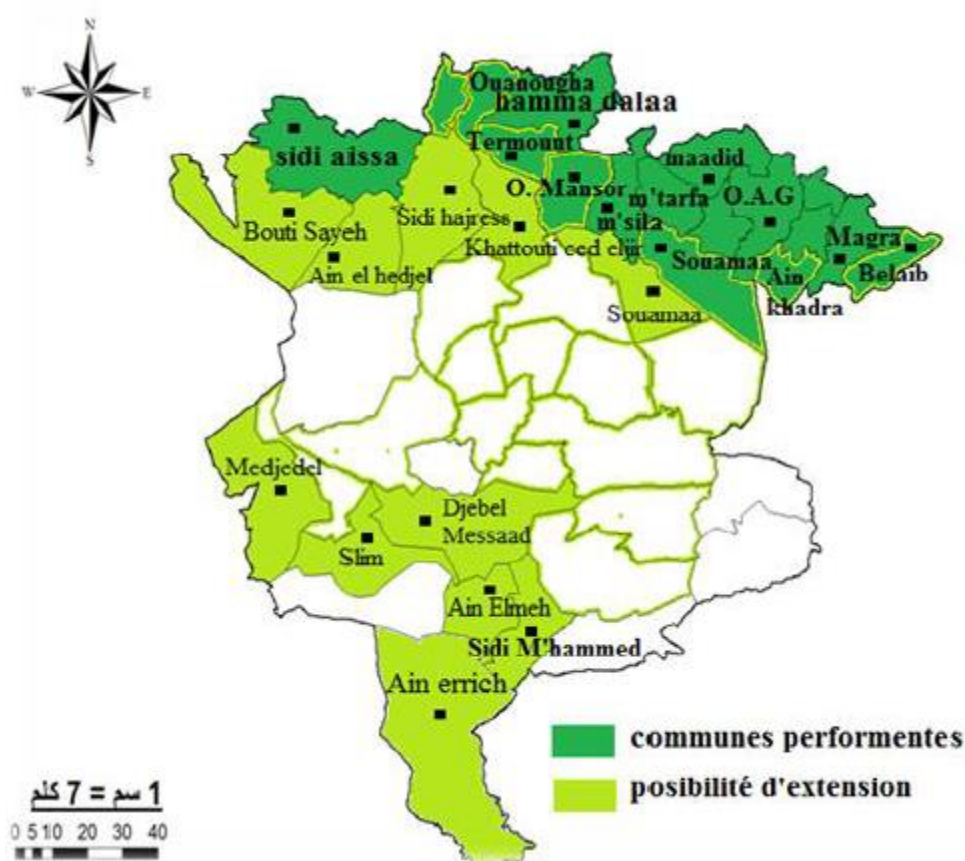 N
W E
S
Ouanougha
hamma dalaa
sidi aissa
Termount
maadid
O. Mansor
m'tarfa
O.A.G
Sidi hajress
m'sila
Bouti Sayeh
Khattouti ced eljir
Magra
Souamaa
Ain el hedjel
Ain
khadra
Belaib
Souamaa
Medjedel
Djebel
Messaad
Slim
Ain Elmeh
Sidi M'hammed
Ain errich
communes performentes
posibilité d'extension
1 سم = 7 كلم
0 5 10 20 30 40